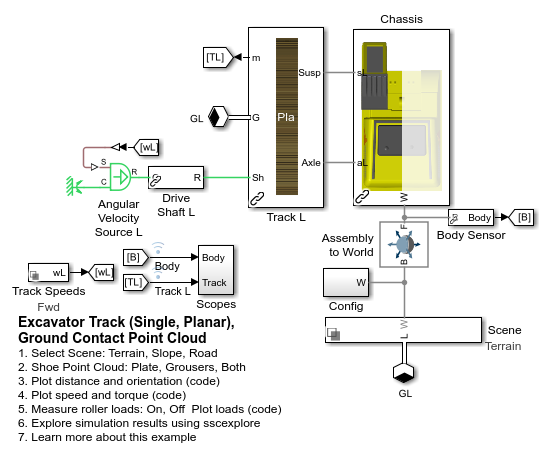 Chassis
[TL]
m
Susp
sL
GL
G
Pla
[wL]
S
C
R
Angular
Velocity
Source L
R
Drive
Shaft L
Sh
Axle
aL
Track L
W
F
B
Assembly
to World
Body
[B]
Body Sensor
[B]
Body
Body
[TL]
Track L
Track
Scopes
wL
[wL]
Track Speeds
Fwd
W
Config
W
L
Scene
Terrain
GL
Excavator Track (Single, Planar),
Ground Contact Point Cloud
1. Select Scene: Terrain, Slope, Road
2. Shoe Point Cloud: Plate, Grousers, Both
3. Plot distance and orientation (code)
4. Plot speed and torque (code)
5. Measure roller loads: On, Off  Plot loads (code)
6. Explore simulation results using sscexplore
7. Learn more about this example